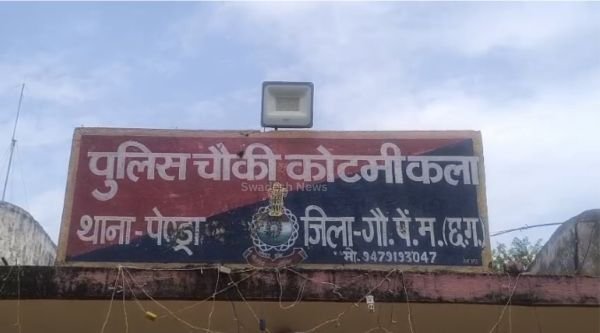 पुलिस चौकी कोटमी कला
Swadesh News
थाना-पेण्ड्रा जिला-गौ.पें.म.(छ.ग.)
मो.9479193047